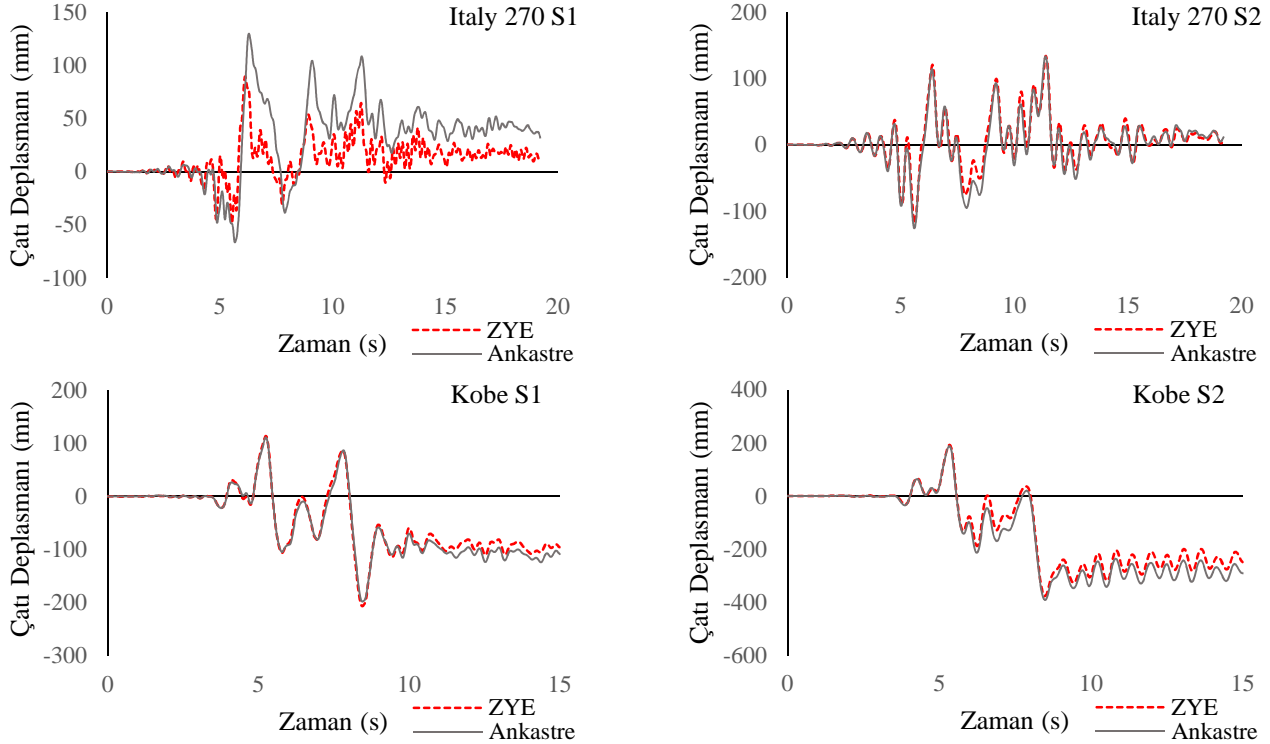 Italy 270 S1
Çatı Deplasmanı (mm)
150
100
50
0
-50
-100
0
5
10
15
20
Zaman (s)
ZYE
Ankastre
Italy 270 S2
Çatı Deplasmanı (mm)
200
100
0
-100
-200
0
5
10
15
20
Zaman (s)
ZYE
Ankastre
Kobe S1
Çatı Deplasmanı (mn)
200
100
0
-100
-200
-300
0
5
10
15
Zaman (s)
ZYE
Ankastre
Kobe S2
Çatı Deplasmanı (mm)
400
200
0
-200
-400
-600
0
5
10
15
Zaman (s)
ZYE
Ankastre